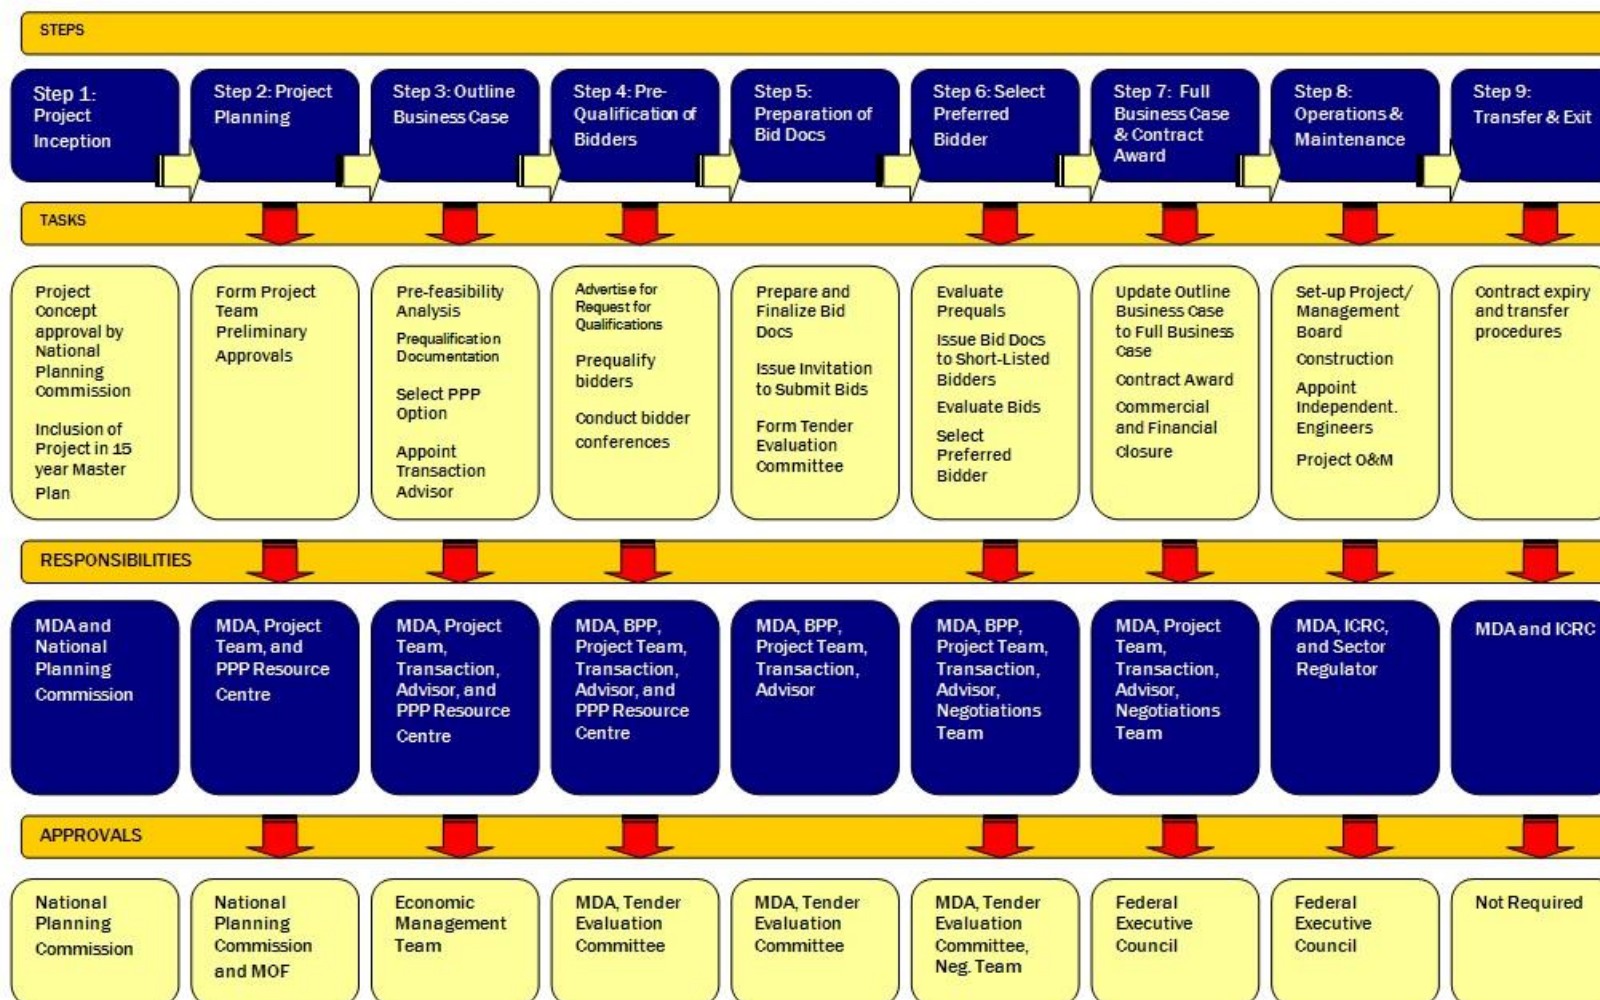 STEPS
Step 1:
Project
Inception
Step 2: Project
Planning
Step 3: Outline
Business Case
Step 4: Pre-
Qualification of
Bidders
Step 5:
Preparation of
Bid Docs
Step 6: Select
Preferred
Bidder
Step 7: Full
Business Case
& Contract
Award
Step 8:
Operations &
Maintenance
Step 9:
Transfer & Exit
TASKS
Project
Concept
approval by
National
Planning
Commission
Inclusion of
Project in 15
year Master
Plan
Form Project
Team
Preliminary
Approvals
Pre-feasibility
Analysis
Prequalification
Documentation
Select PPP
Option
Appoint
Transaction
Advisor
Advertise for
Request for
Qualifications
Prequalify
bidders
Conduct bidder
conferences
Prepare and
Finalize Bid
Docs
Issue Invitation
to Submit Bids
Form Tender
Evaluation
Committee
Evaluate
Prequals
Issue Bid Docs
to Short-Listed
Bidders
Evaluate Bids
Select
Preferred
Bidder
Update Outline
Business Case
to Full Business
Case
Contract Award
Commercial
and Financial
Closure
Set-up Project/
Management
Board
Construction
Appoint
Independent.
Engineers
Project O&M
Contract expiry
and transfer
procedures
RESPONSIBILITIES
MDA and
National
Planning
Commission
MDA, Project
Team, and
PPP Resource
Centre
MDA, Project
Team,
Transaction,
Advisor, and
PPP Resource
Centre
MDA, BPP,
Project Team,
Transaction,
Advisor, and
PPP Resource
Centre
MDA, BPP,
Project Team,
Transaction,
Advisor
MDA, BPP,
Project Team,
Transaction,
Advisor,
Negotiations
Team
MDA, Project
Team,
Transaction,
Advisor,
Negotiations
Team
MDA, ICRC,
and Sector
Regulator
MDA and ICRC
APPROVALS
National
Planning
Commission
National
Planning
Commission
and MOF
Economic
Management
Team
MDA, Tender
Evaluation
Committee
MDA, Tender
Evaluation
Committee
MDA, Tender
Evaluation
Committee,
Neg. Team
Federal
Executive
Council
Federal
Executive
Council
Not Required